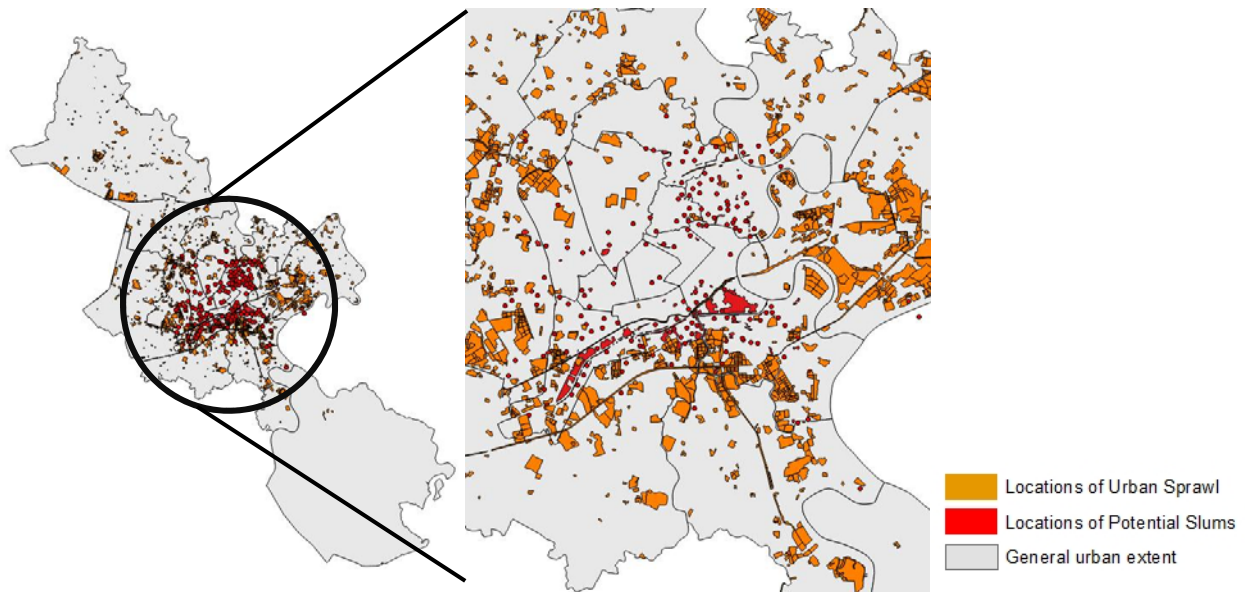 Locations of Urban Sprawl
Locations of Potential Slums
General urban extent